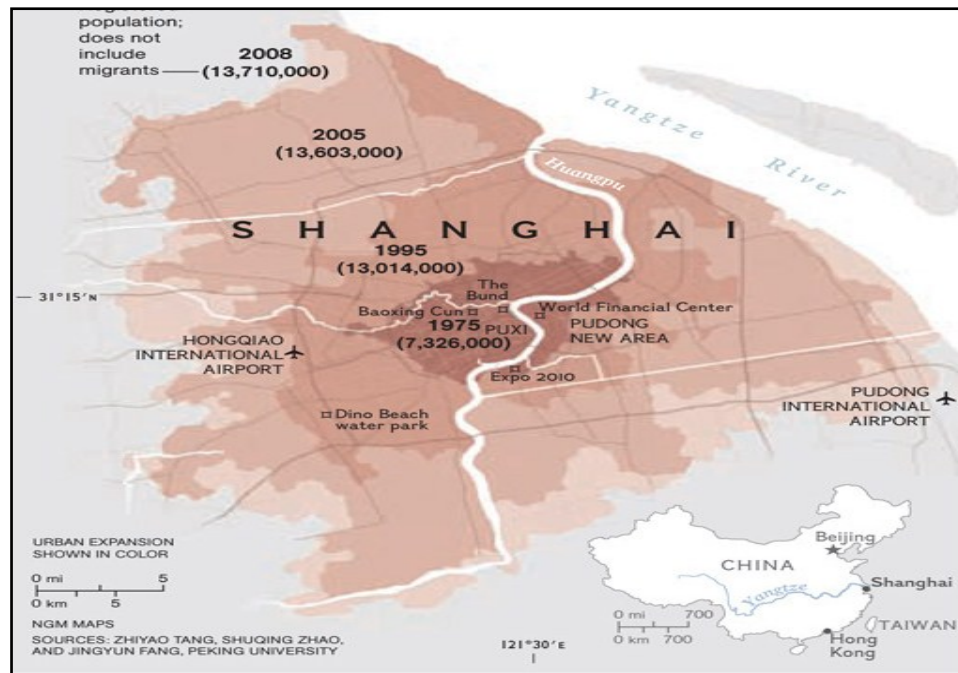 population;
does not
include
migrants
2008
(13,710,000)
2005
(13,603,000)
Yangtze
River
Huangpu
SHANGHAI
1995
(13,014,000)
31°15′N
The
Bund
Baoxing Cun
World Financial Center
1975
(7,326,000)
PUXI
PUDONG
NEW AREA
HONGQIAO
INTERNATIONAL
AIRPORT
Expo 2010
Dino Beach
water park
PUDONG
INTERNATIONAL
AIRPORT
URBAN EXPANSION
SHOWN IN COLOR
0 mi 5
0 km 5
NGM MAPS
SOURCES: ZHIYAO TANG, SHUQING ZHAO,
AND JINGYUN FANG, PEKING UNIVERSITY
121°30′E
Beijing
CHINA
Yangtze
Shanghai
0 mi 700
0 km 700
TAIWAN
Hong
Kong